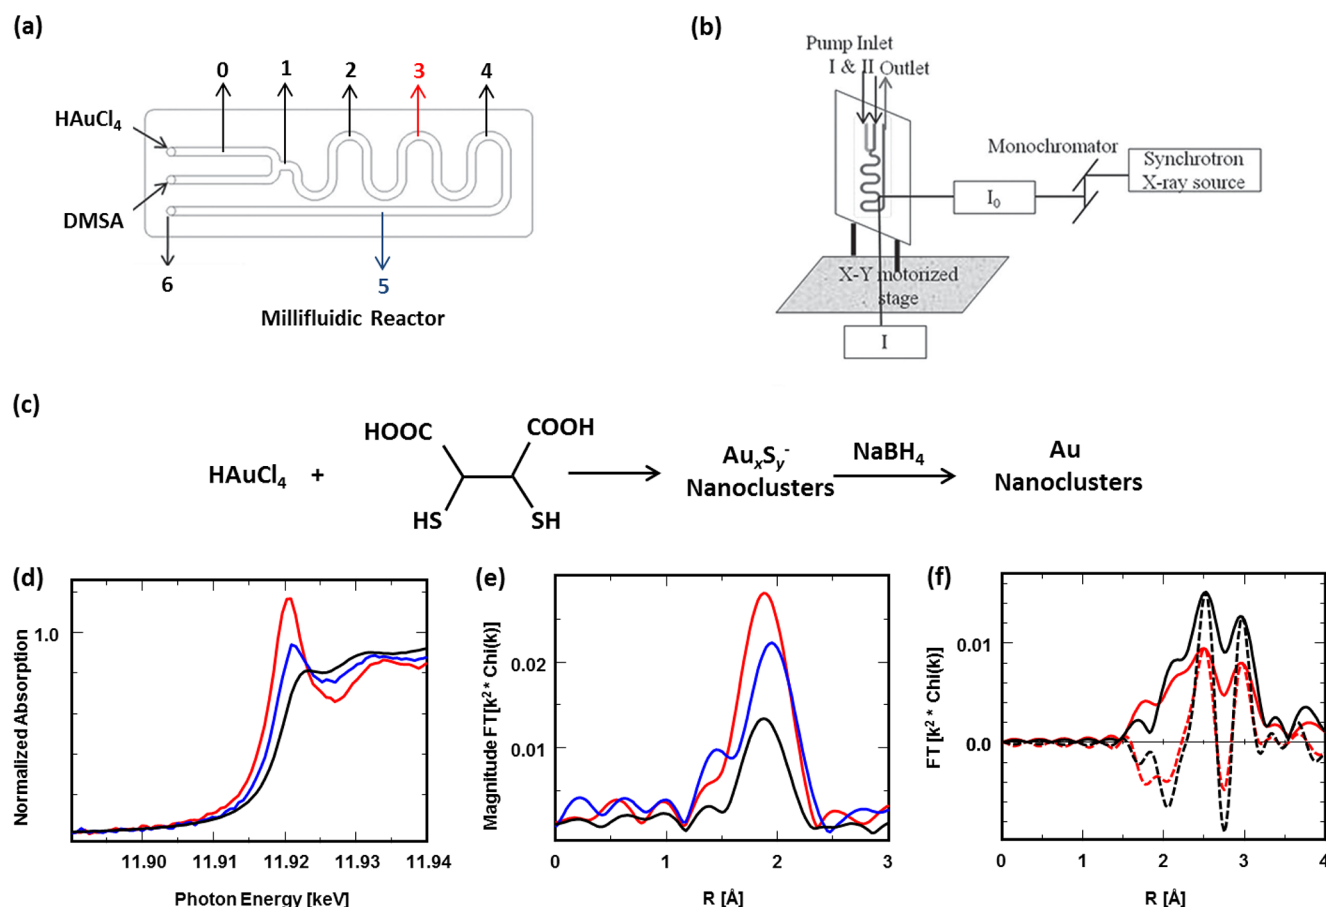 (a)
0 1 2 3 4
HAuCl₄
DMSA
6 5
Millifluidic Reactor
(b)
Pump Inlet
I & II Outlet
Monochromator
Synchrotron
X-ray source
I₀
X-Y motorized
stage
I
(c)
HOOC COOH
HAuCl₄ + HS SH
AuₓSᵧ⁻
Nanoclusters
NaBH₄
Au
Nanoclusters
(d)
Normalized Absorption
1.0
11.90 11.91 11.92 11.93 11.94
Photon Energy [keV]
(e)
Magnitude FT[k²* Chi(k)]
0.02
0.01
0 1 2 3
R [Å]
(f)
FT [k²* Chi(k)]
0.01
0.0
0 1 2 3 4
R [Å]